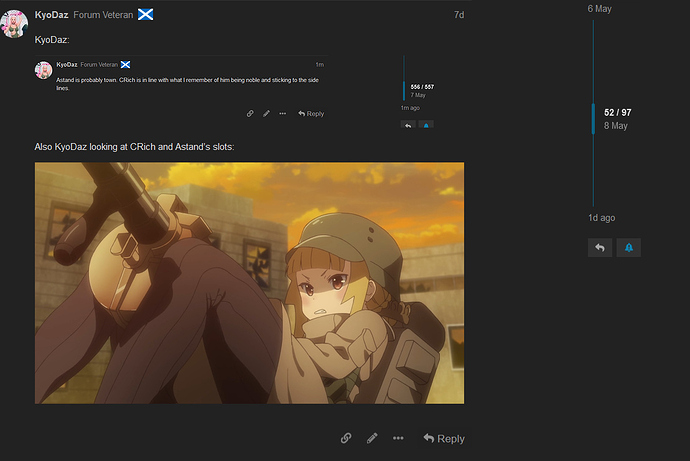 KyoDaz Forum Veteran 7d
KyoDaz:
KyoDaz Forum Veteran 1m
Astand is probably town. CRich is in line with what I remember of him being noble and sticking to the side
lines.
Reply
556 / 557
7 May
1m ago
Also KyoDaz looking at CRich and Astand's slots:
Reply
6 May
52 / 97
8 May
1d ago